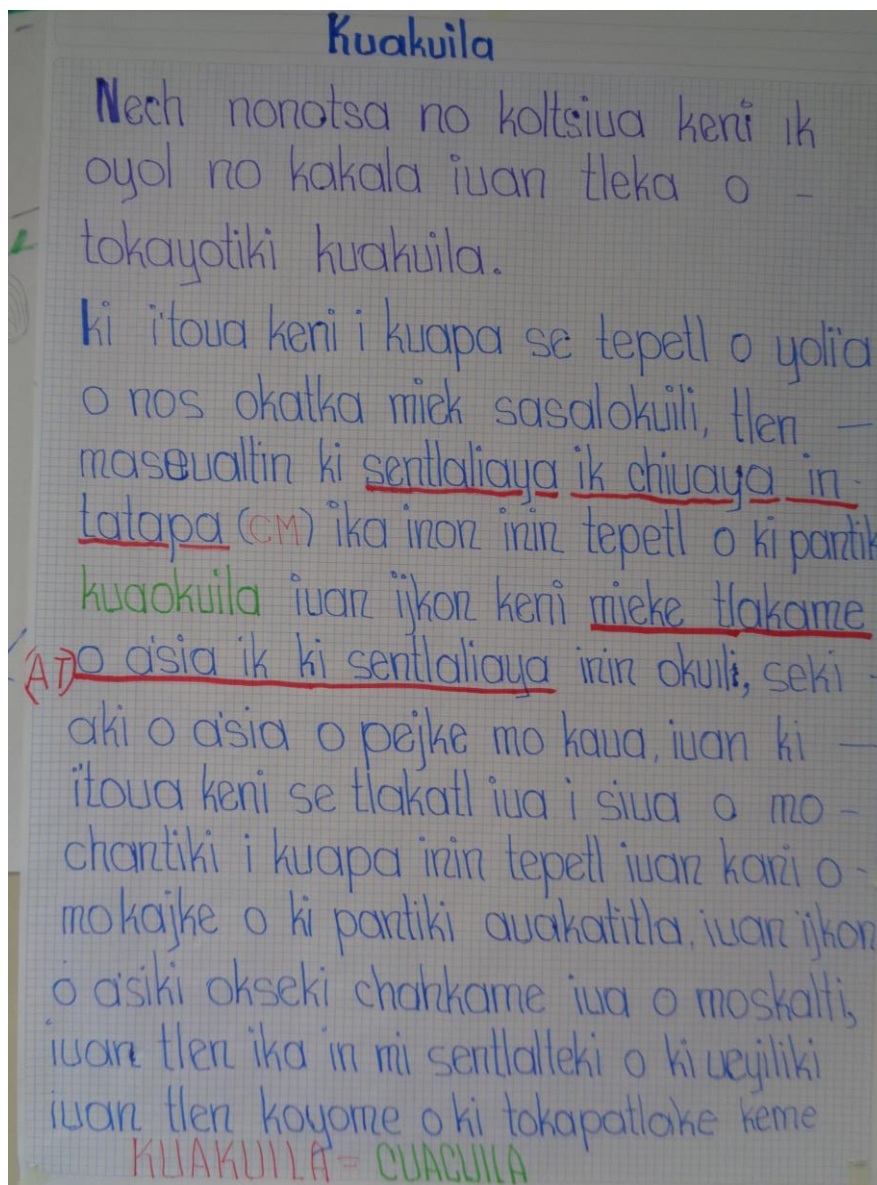 Kuakuila
Nech nonotsa no koltsiua keni ik
oyol no kakala iuan tleka o -
tokayotiki kuakuila.
ki i'toua keni i kuapa se tepetl o yolia
o nos okatka miek sasalokuili, tlen -
maseualtin ki sentlaliaya ik chiuaya in -
tatapa (CM) ika inon inin tepetl o ki pantik
kuaokuila iuan ijkon keni mieke tlakame
(AT) o a'sia ik ki sentlaliaya inin okuili, seki -
aki o a'sia o pejke mo kaua, iuan ki -
i'toua keni se tlakatl iua i siua o mo -
chantiki i kuapa inin tepetl iuan kani o -
mokajke o ki pantiki auakatitla, iuan ijkon
o a'siki okseki chahkame iua o moskalti,
iuan tlen ika in mi sentlalteki o ki ueyiliki
iuan tlen koyome o ki tokapatlake keme
KUAKUILA = CUACUILA